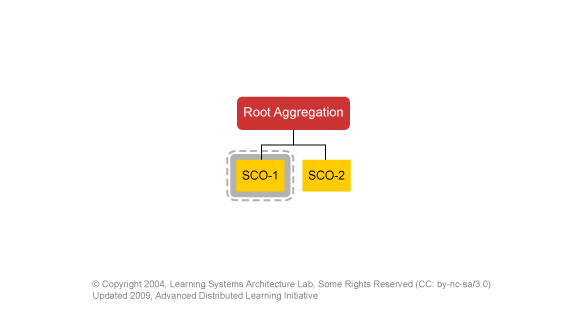 Root Aggregation
SCO-1
SCO-2
© Copyright 2004, Learning Systems Architecture Lab, Some Rights Reserved (CC: by-nc-sa/3.0)
Updated 2009, Advanced Distributed Learning Initiative